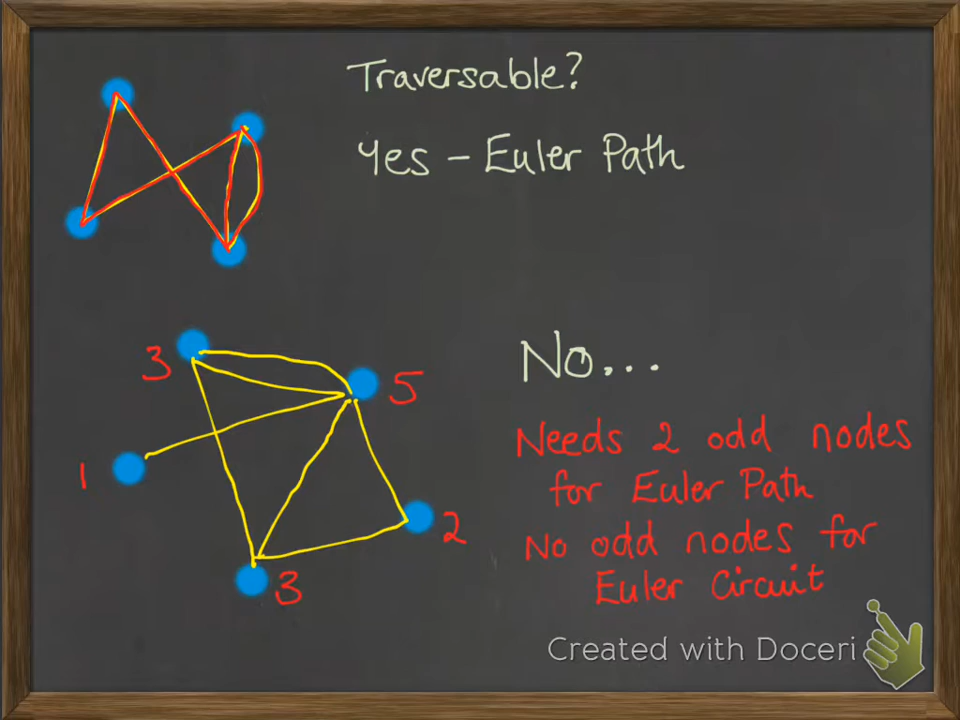 Traversable?
Yes - Euler Path
3
5
No...
Needs 2 odd nodes
for Euler Path
1
2
No odd nodes for
3
Euler Circuit
Created with Doceri